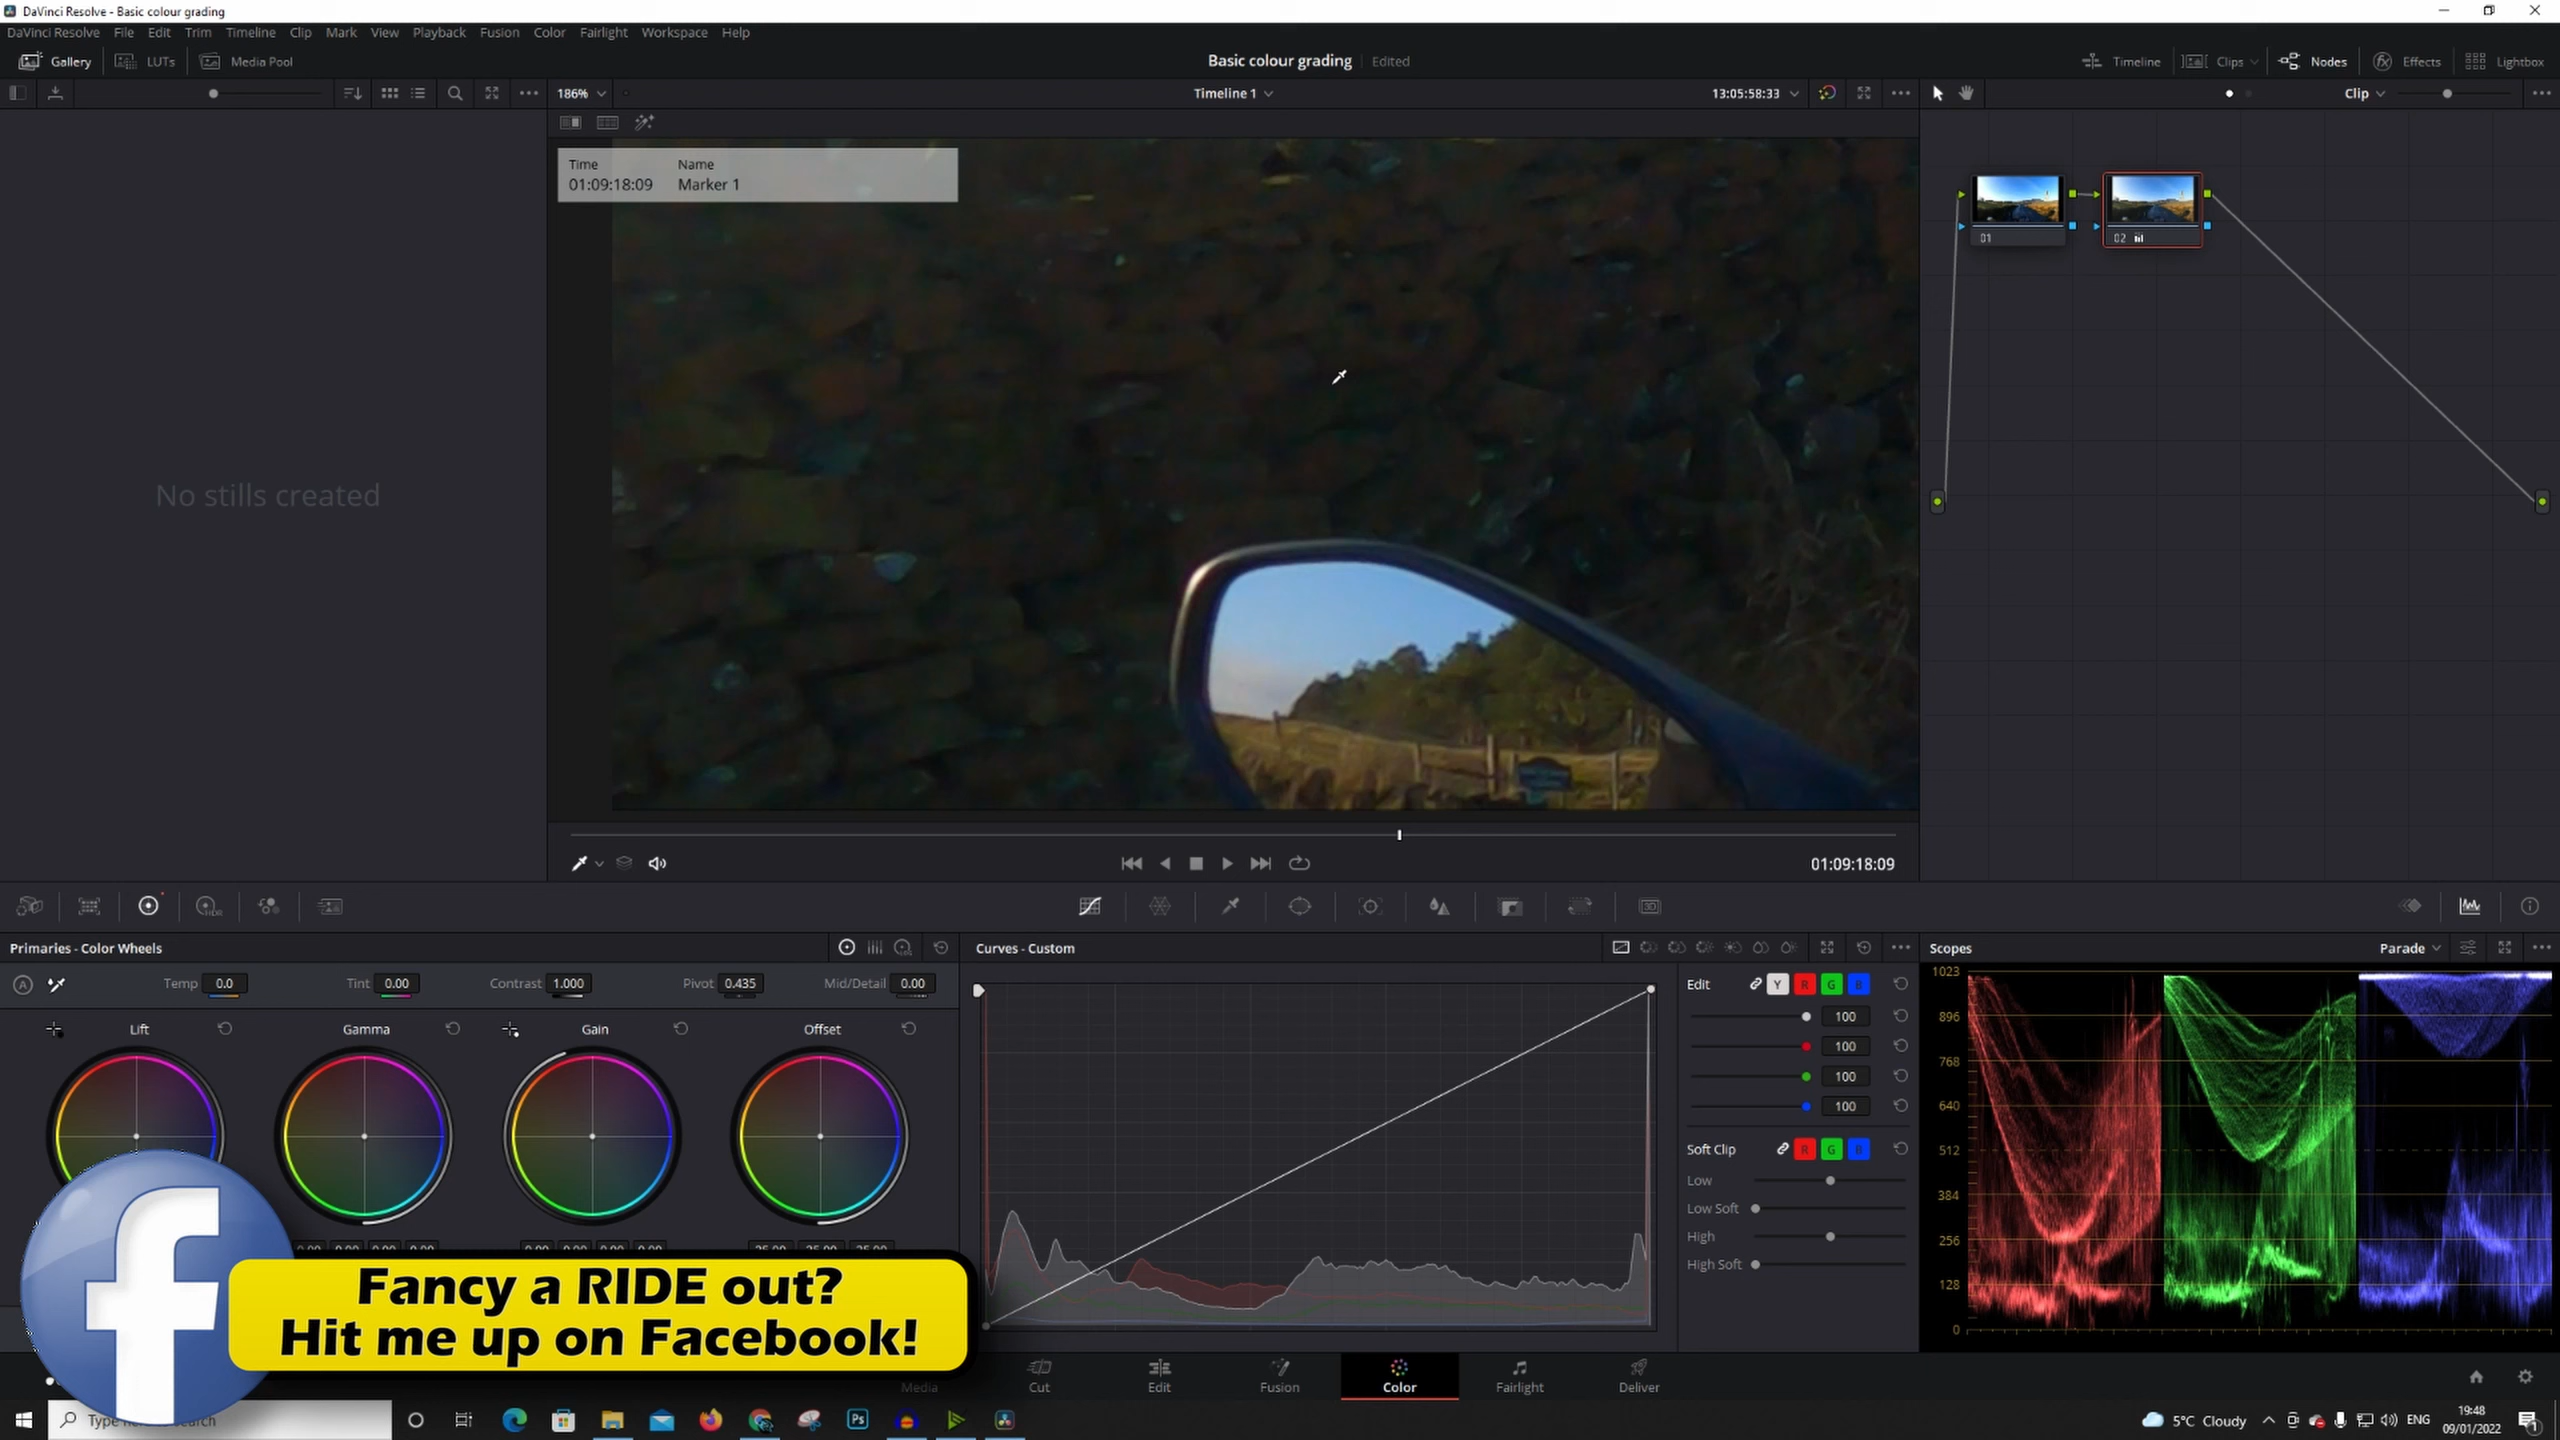 DaVinci Resolve - Basic colour grading
DaVinci Resolve File Edit Trim Timeline Clip Mark View Playback Fusion Color Fairlight Workspace Help
Gallery LUTs Media Pool Basic colour grading Edited Timeline Clips Nodes Effects Lightbox
186% Timeline 1 13:05:58:33 Clip
Time Name
01:09:18:09 Marker 1
01 02
No stills created
01:09:18:09
Primaries - Color Wheels Curves - Custom Scopes Parade
Temp 0.0 Tint 0.00 Contrast 1.000 Pivot 0.435 Mid/Detail 0.00
Lift Gamma Gain Offset
Edit Y R G B
100
100
100
100
Soft Clip R G B
Low
Low Soft
High
High Soft
1023
896
768
640
512
384
256
128
0
Fancy a RIDE out?
Hit me up on Facebook!
Media Cut Edit Fusion Color Fairlight Deliver
5°C Cloudy ENG
19:48
09/01/2022